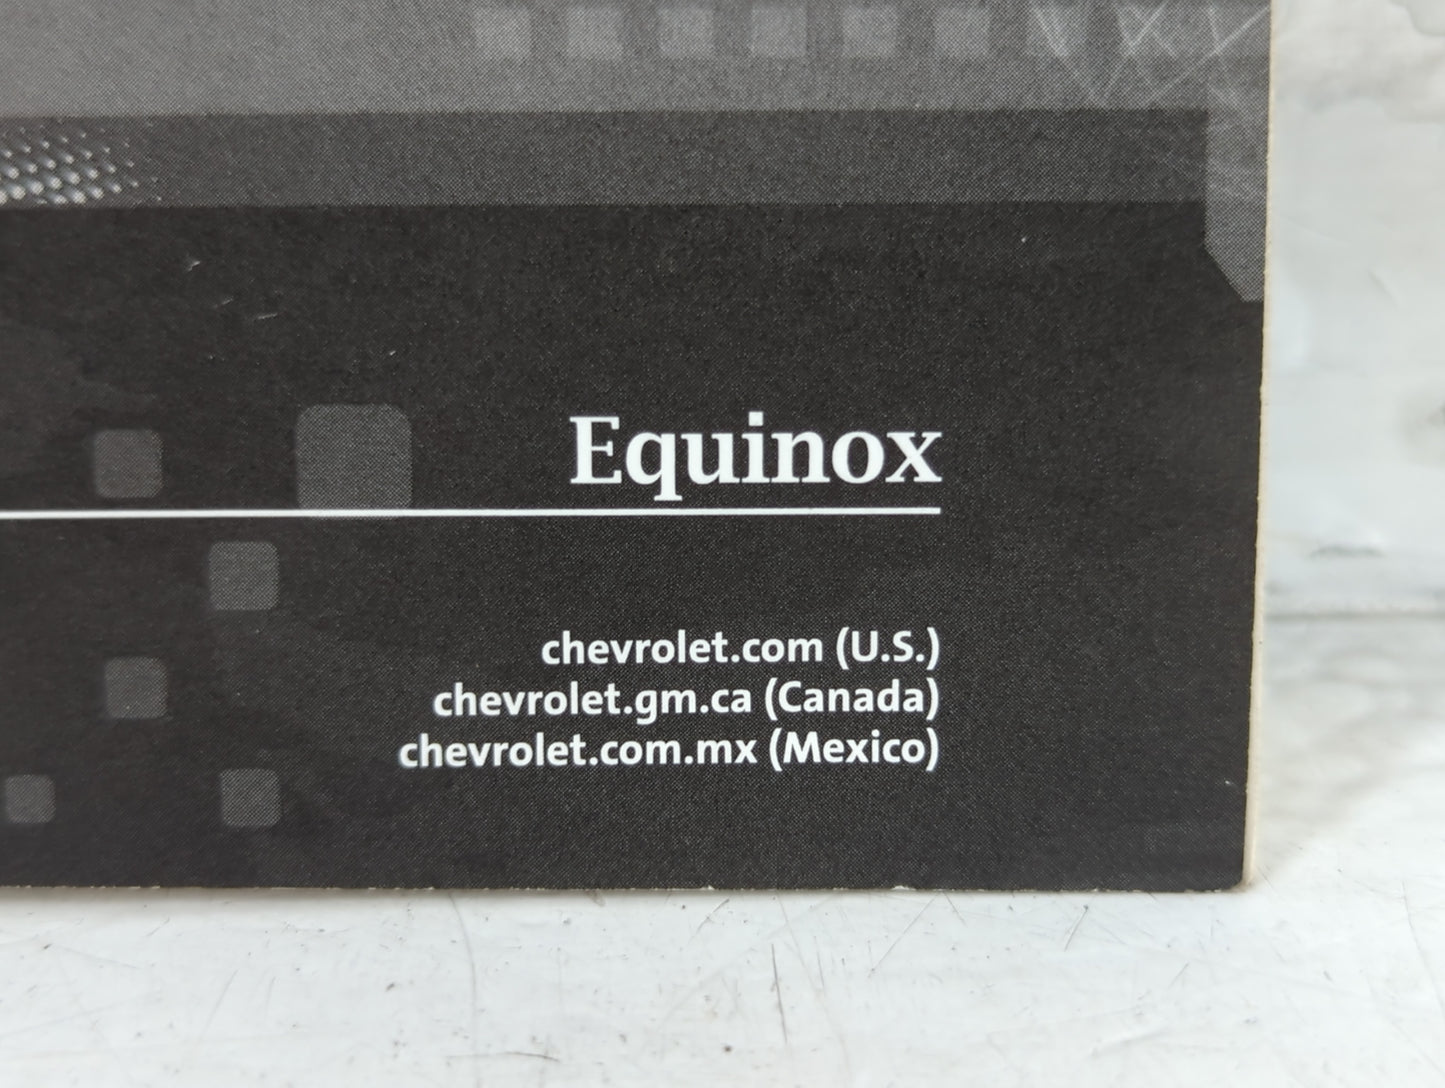 Equinox
chevrolet.com (U.S.)
chevrolet.gm.ca (Canada)
chevrolet.com.mx (Mexico)